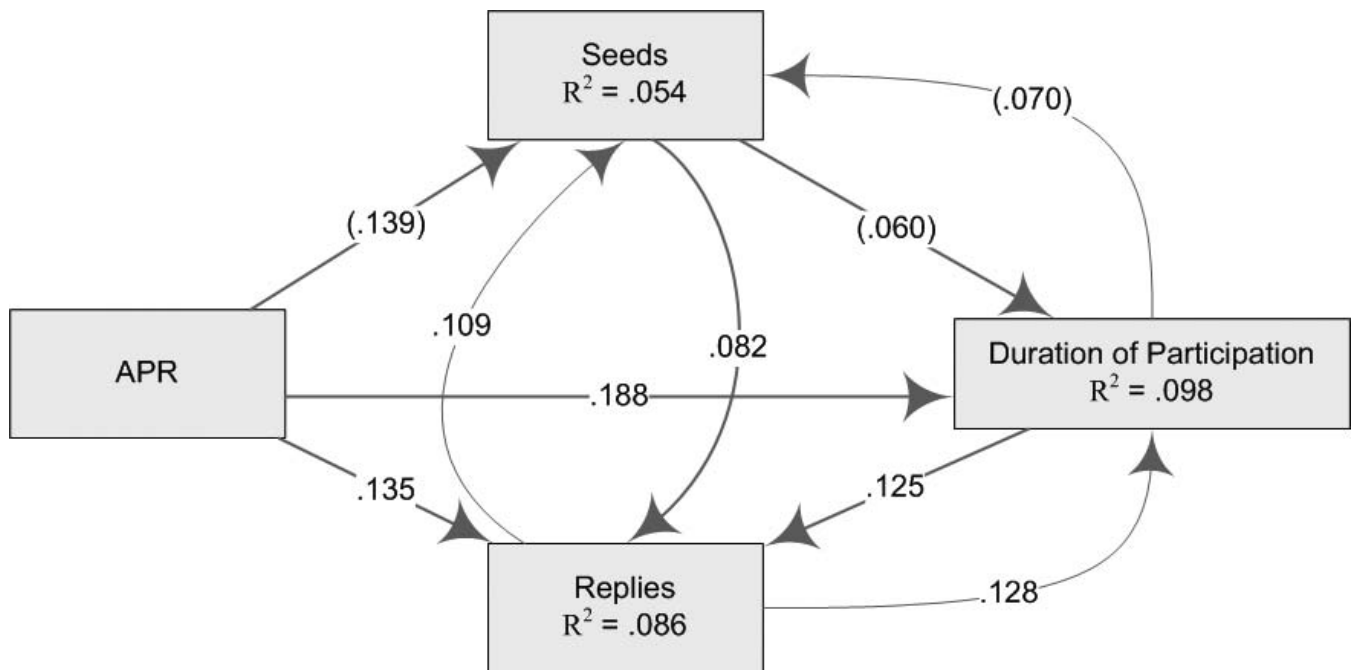 Seeds
R² = .054
(.070)
(.139)
(.060)
.109
.082
APR
Duration of Participation
R² = .098
.188
.135
.125
Replies
R² = .086
.128